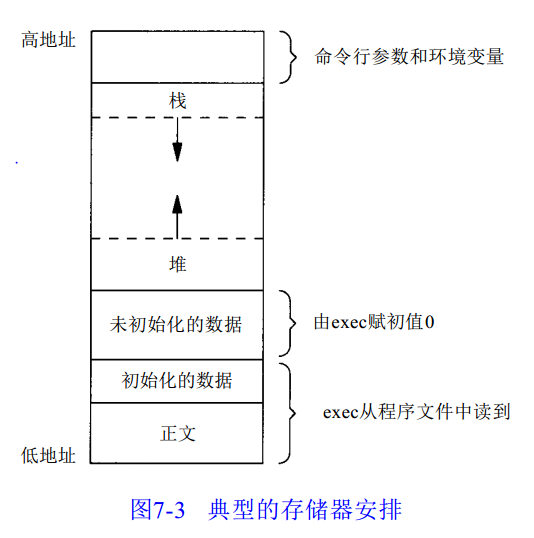 高地址
命令行参数和环境变量
栈
堆
未初始化的数据
由exec赋初值0
初始化的数据
exec从程序文件中读到
正文
低地址
图7-3 典型的存储器安排